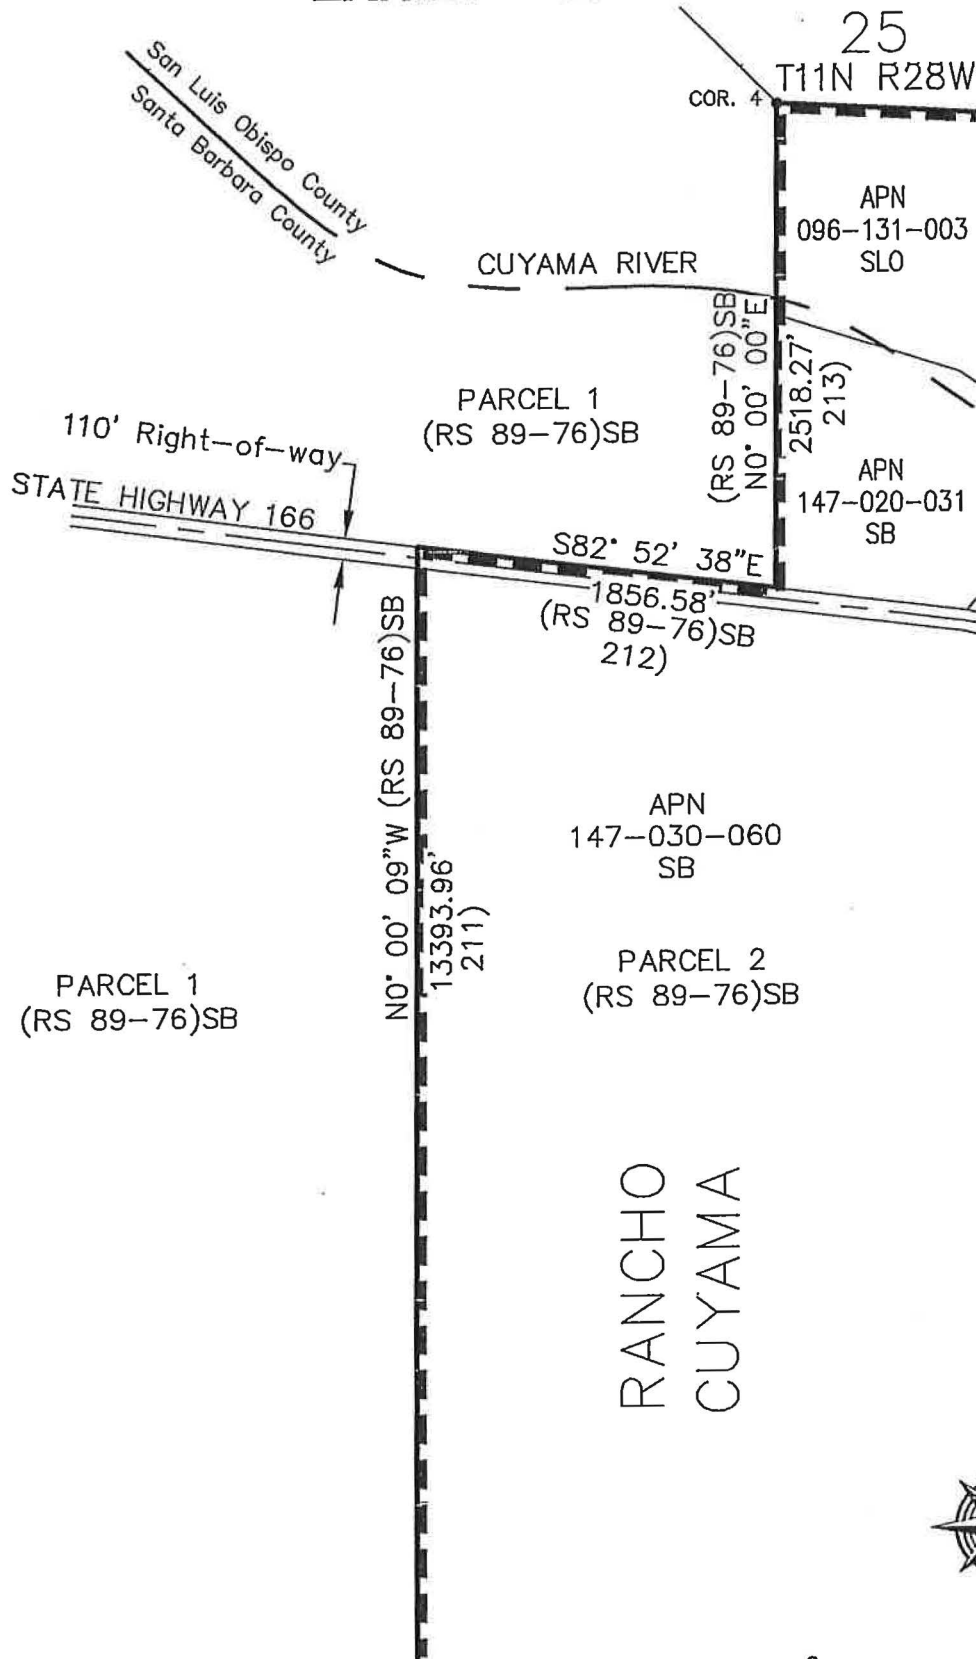 25
T11N R28W
COR. 4
San Luis Obispo County
Santa Barbara County
APN
096-131-003
SLO
CUYAMA RIVER
(RS 89-76)SB
N0° 00' 00"E
2518.27'
213)
PARCEL 1
(RS 89-76)SB
110' Right-of-way
STATE HIGHWAY 166
APN
147-020-031
SB
S82° 52' 38"E
1856.58'
(RS 89-76)SB
212)
N0° 00' 09"W (RS 89-76)SB
13393.96'
211)
APN
147-030-060
SB
PARCEL 1
(RS 89-76)SB
PARCEL 2
(RS 89-76)SB
RANCHO
CUYAMA